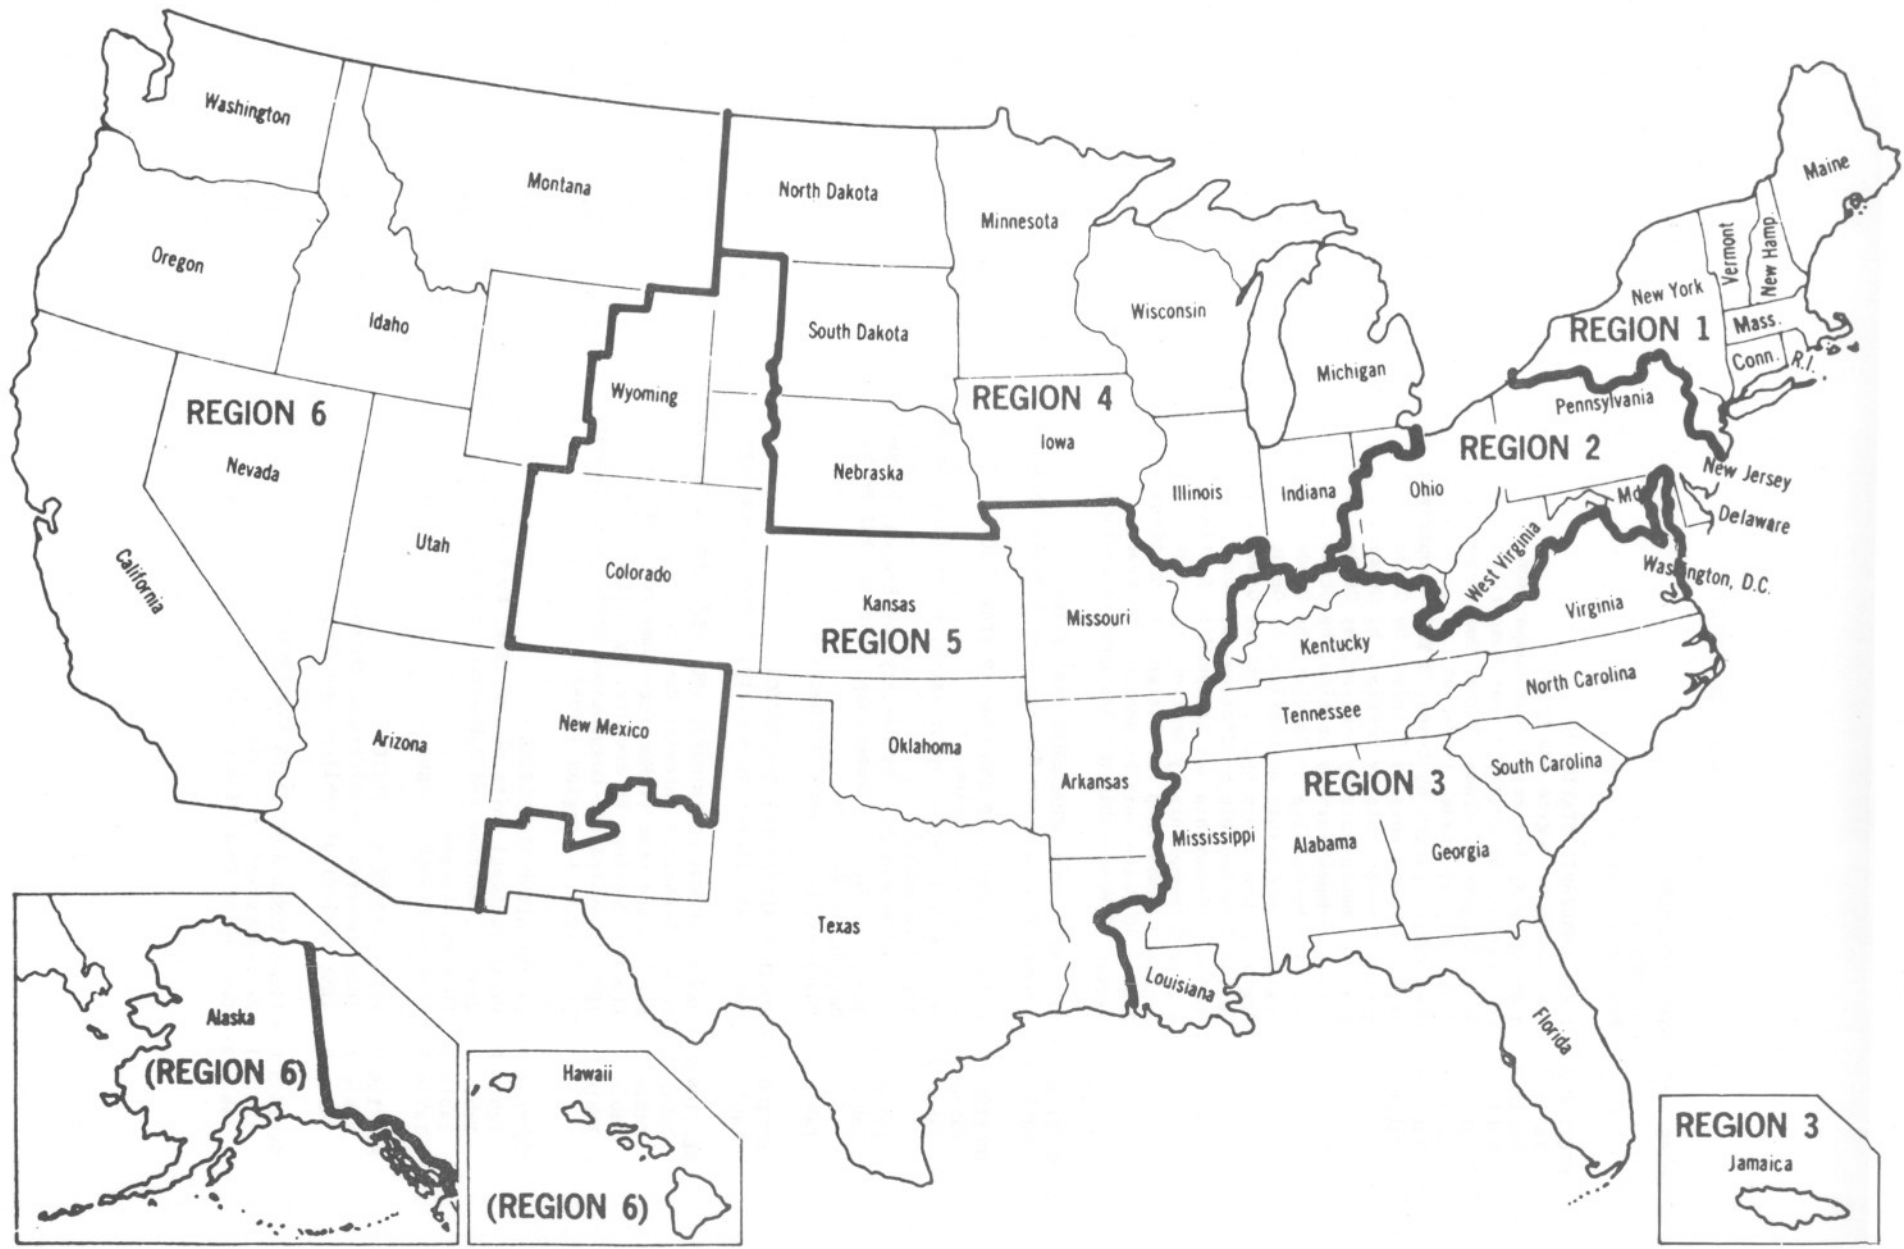 Washington
Montana
North Dakota
Minnesota
Maine
Oregon
Idaho
South Dakota
Wisconsin
Michigan
New York
Vermont
New Hamp.
REGION 1
Mass.
Conn.
R.I.
REGION 6
Nevada
Wyoming
REGION 4
Iowa
Nebraska
Pennsylvania
REGION 2
Illinois
Indiana
Ohio
Md
New Jersey
Delaware
West Virginia
Washington, D.C.
Virginia
California
Utah
Colorado
Kansas
REGION 5
Missouri
Kentucky
North Carolina
Arizona
New Mexico
Oklahoma
Arkansas
Tennessee
South Carolina
REGION 3
Mississippi
Alabama
Georgia
Texas
Louisiana
Florida
Alaska
(REGION 6)
Hawaii
(REGION 6)
REGION 3
Jamaica